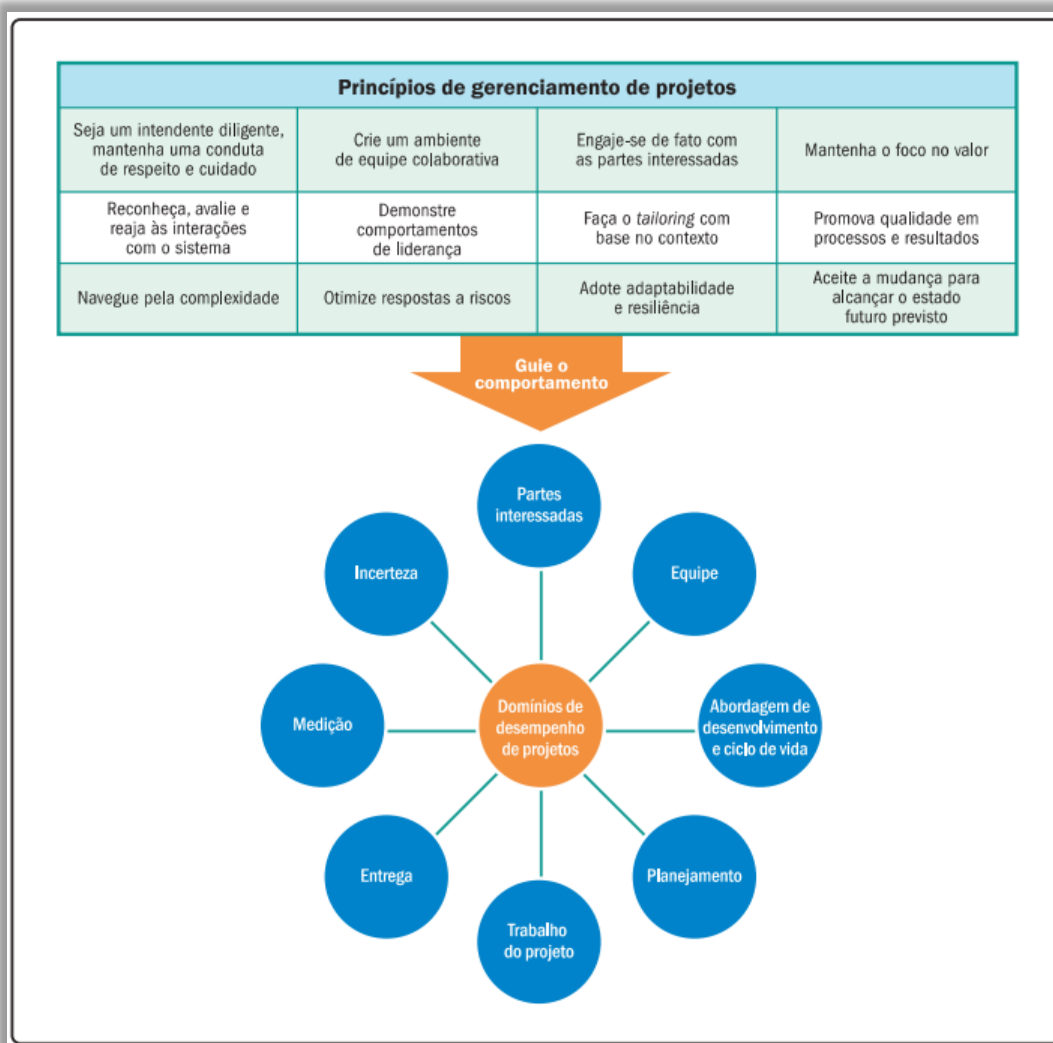 Princípios de gerenciamento de projetos
Seja um intendente diligente,
mantenha uma conduta
de respeito e cuidado
Crie um ambiente
de equipe colaborativa
Engaje-se de fato com
as partes interessadas
Mantenha o foco no valor
Reconheça, avalie e
reaja às interações
com o sistema
Demonstre
comportamentos
de liderança
Faça o tailoring com
base no contexto
Promova qualidade em
processos e resultados
Navegue pela complexidade
Otimize respostas a riscos
Adote adaptabilidade
e resiliência
Aceite a mudança para
alcançar o estado
futuro previsto
Guie o
comportamento
Partes
interessadas
Incerteza
Equipe
Medição
Domínios de
desempenho
de projetos
Abordagem de
desenvolvimento
e ciclo de vida
Entrega
Planejamento
Trabalho
do projeto